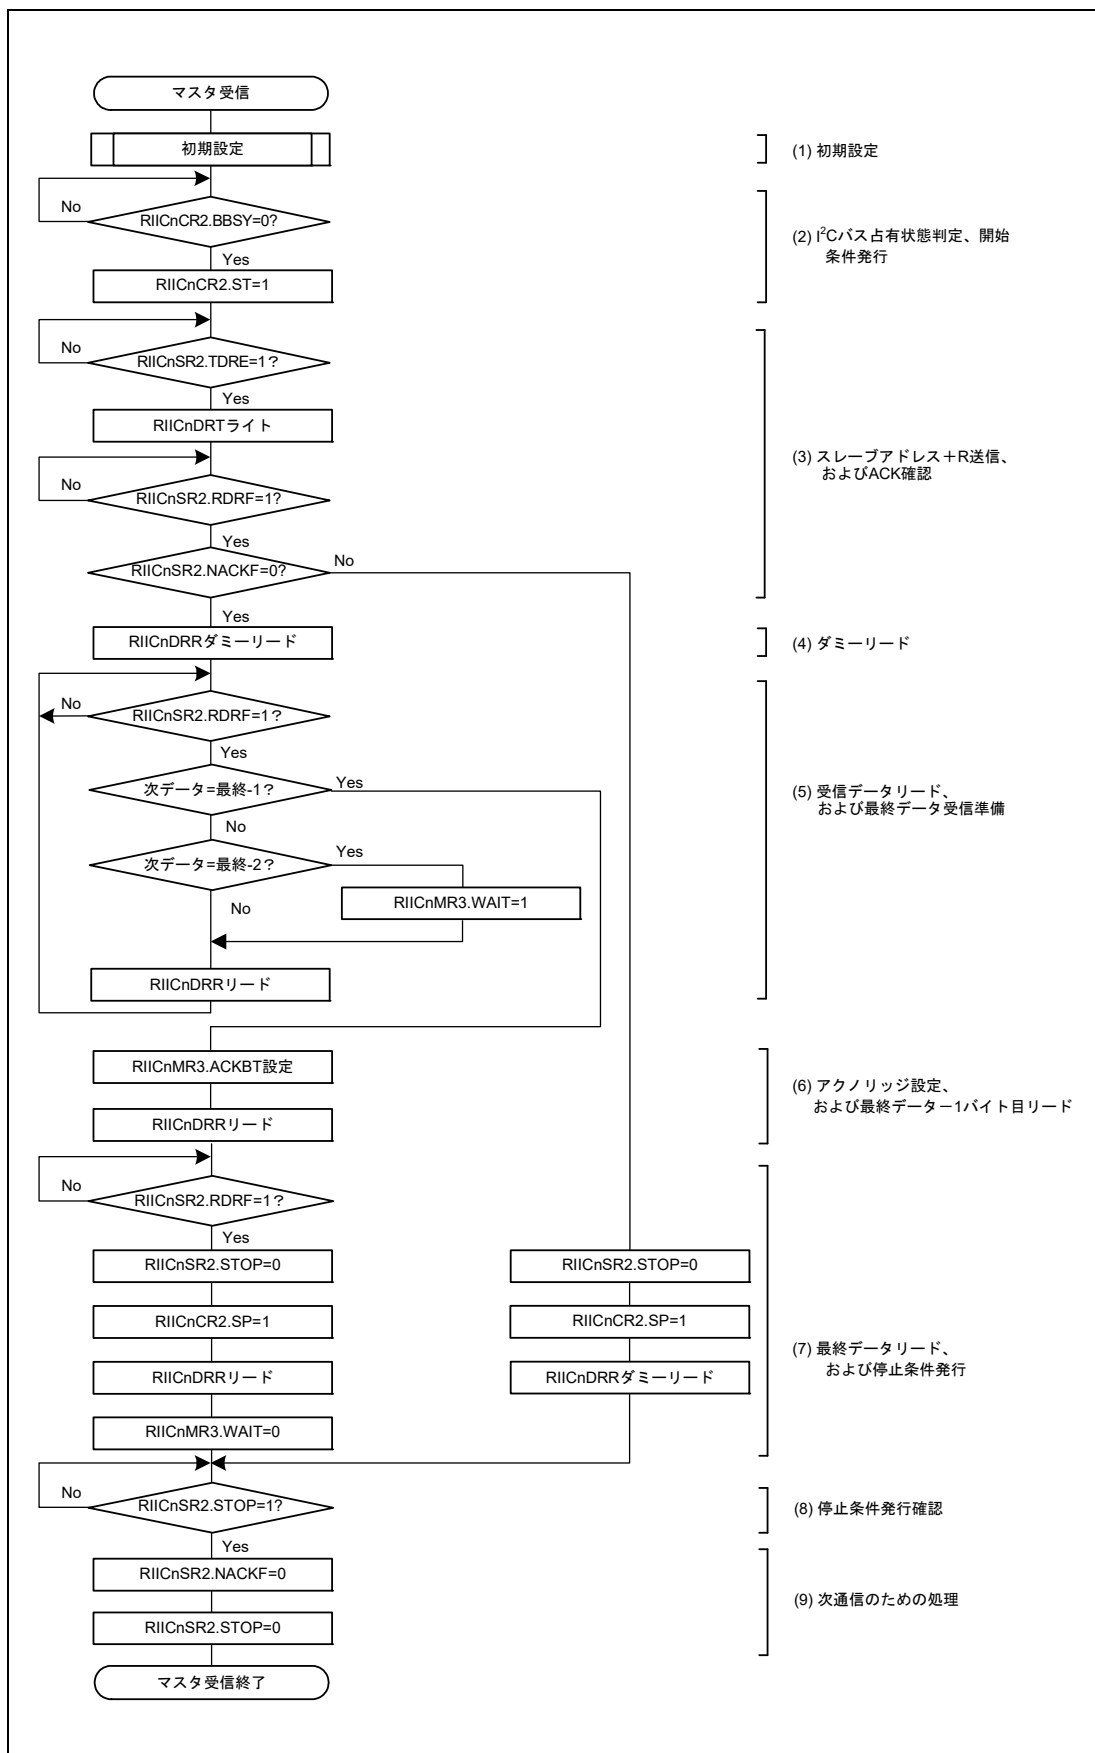 マスタ受信
初期設定
(1) 初期設定
No
RIICnCR2.BBSY=0?
Yes
RIICnCR2.ST=1
(2) I²Cバス占有状態判定、開始
条件発行
No
RIICnSR2.TDRE=1？
Yes
RIICnDRTライト
No
RIICnSR2.RDRF=1?
Yes
RIICnSR2.NACKF=0?
No
Yes
(3) スレーブアドレス＋R送信、
およびACK確認
RIICnDRRダミーリード
(4) ダミーリード
No
RIICnSR2.RDRF=1？
Yes
次データ=最終-1？
Yes
No
次データ=最終-2？
Yes
RIICnMR3.WAIT=1
No
RIICnDRRリード
(5) 受信データリード、
および最終データ受信準備
RIICnMR3.ACKBT設定
RIICnDRRリード
(6) アクノリッジ設定、
および最終データ－1バイト目リード
No
RIICnSR2.RDRF=1？
Yes
RIICnSR2.STOP=0
RIICnCR2.SP=1
RIICnDRRリード
RIICnMR3.WAIT=0
RIICnSR2.STOP=0
RIICnCR2.SP=1
RIICnDRRダミーリード
(7) 最終データリード、
および停止条件発行
No
RIICnSR2.STOP=1?
Yes
(8) 停止条件発行確認
RIICnSR2.NACKF=0
RIICnSR2.STOP=0
(9) 次通信のための処理
マスタ受信終了